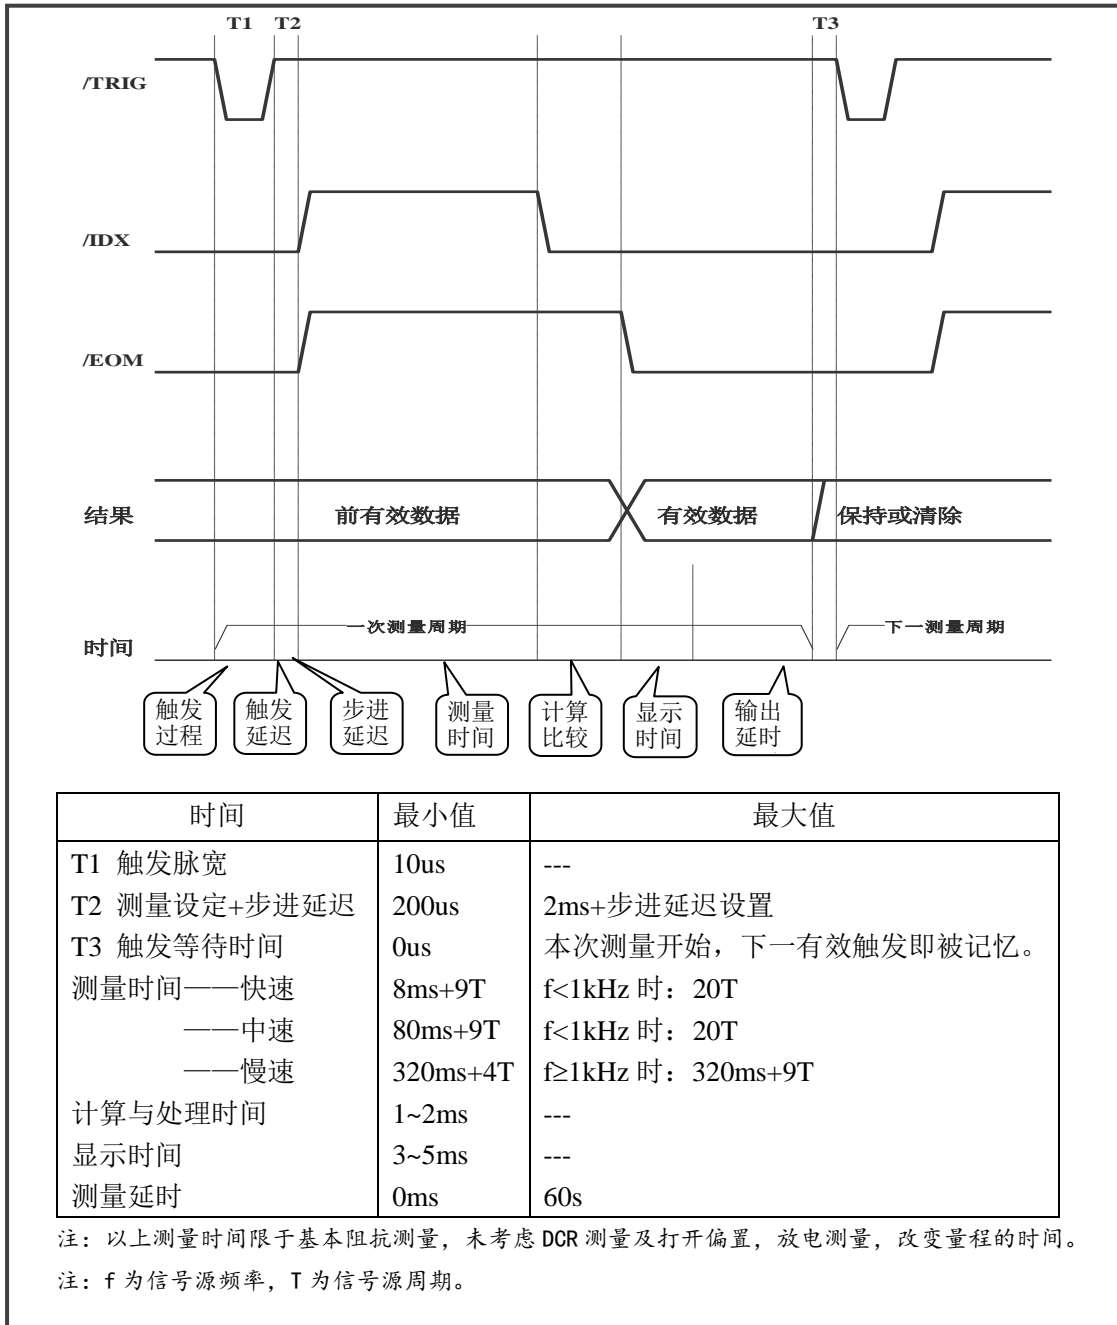 T1 T2 T3
/TRIG
/IDX
/EOM
结果 前有效数据 有效数据 保持或清除
时间 一次测量周期 下一测量周期
触发过程 触发延迟 步进延迟 测量时间 计算比较 显示时间 输出延时
时间 最小值 最大值
T1 触发脉宽 10us ---
T2 测量设定+步进延迟 200us 2ms+步进延迟设置
T3 触发等待时间 0us 本次测量开始，下一有效触发即被记忆。
测量时间——快速 8ms+9T f<1kHz 时：20T
——中速 80ms+9T f<1kHz 时：20T
——慢速 320ms+4T f≥1kHz 时：320ms+9T
计算与处理时间 1~2ms ---
显示时间 3~5ms ---
测量延时 0ms 60s
注：以上测量时间限于基本阻抗测量，未考虑 DCR 测量及打开偏置，放电测量，改变量程的时间。
注：f 为信号源频率，T 为信号源周期。